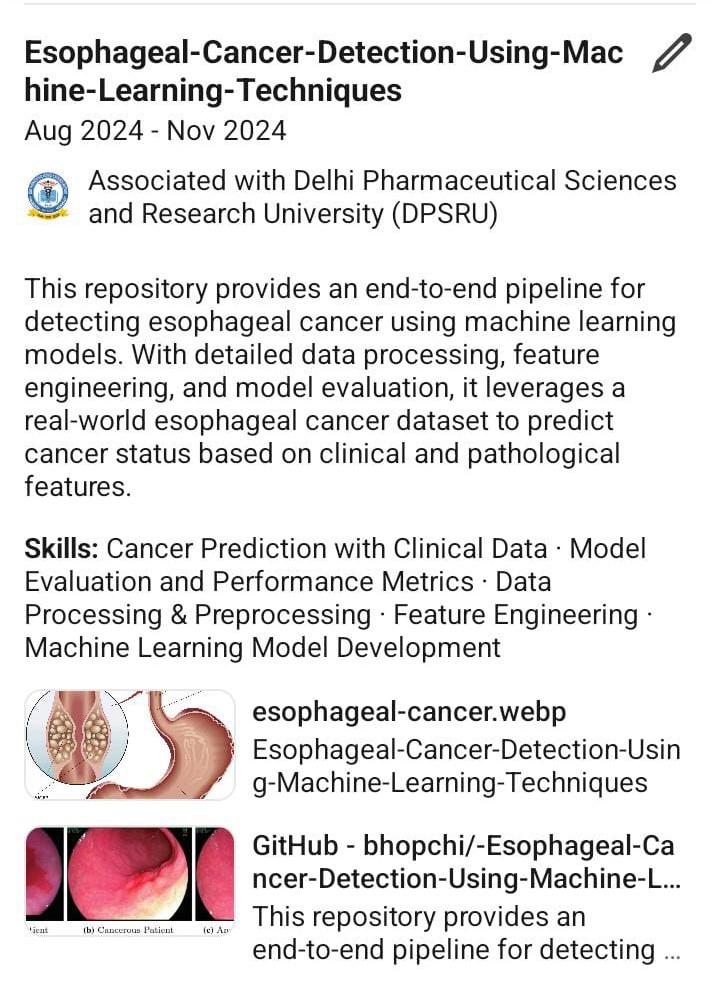 Esophageal-Cancer-Detection-Using-Mac
hine-Learning-Techniques
Aug 2024 - Nov 2024
Associated with Delhi Pharmaceutical Sciences
and Research University (DPSRU)
This repository provides an end-to-end pipeline for
detecting esophageal cancer using machine learning
models. With detailed data processing, feature
engineering, and model evaluation, it leverages a
real-world esophageal cancer dataset to predict
cancer status based on clinical and pathological
features.
Skills: Cancer Prediction with Clinical Data · Model
Evaluation and Performance Metrics · Data
Processing & Preprocessing · Feature Engineering ·
Machine Learning Model Development
esophageal-cancer.webp
Esophageal-Cancer-Detection-Usin
g-Machine-Learning-Techniques
GitHub - bhopchi/-Esophageal-Ca
ncer-Detection-Using-Machine-L...
This repository provides an
end-to-end pipeline for detecting ...
(b) Cancerous Patient